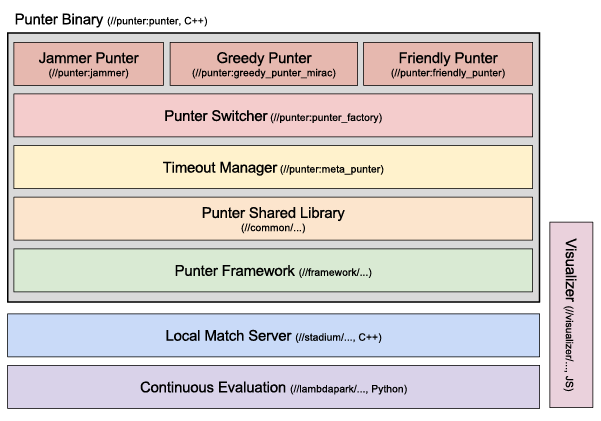 Punter Binary (//punter:punter, C++)
Jammer Punter
(//punter:jammer)
Greedy Punter
(//punter:greedy_punter_mirac)
Friendly Punter
(//punter:friendly_punter)
Punter Switcher (//punter:punter_factory)
Timeout Manager (//punter:meta_punter)
Punter Shared Library
(//common/...)
Punter Framework (//framework/...)
Local Match Server (//stadium/..., C++)
Continuous Evaluation (//lambdapark/..., Python)
Visualizer (//visualizer/..., JS)